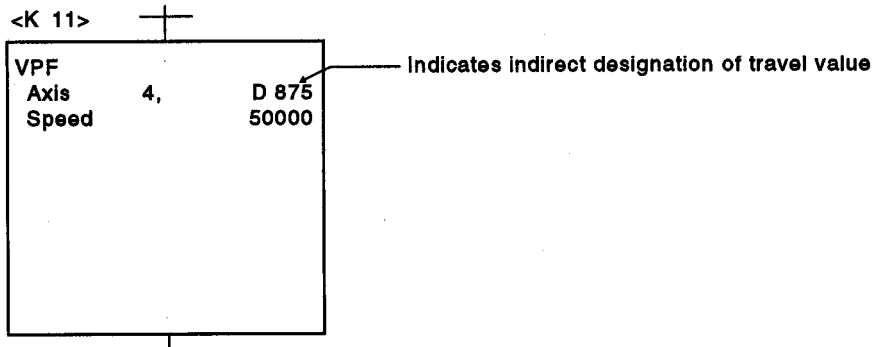 <K 11>
VPF
Indicates indirect designation of travel value
Axis 4, D 875
Speed 50000